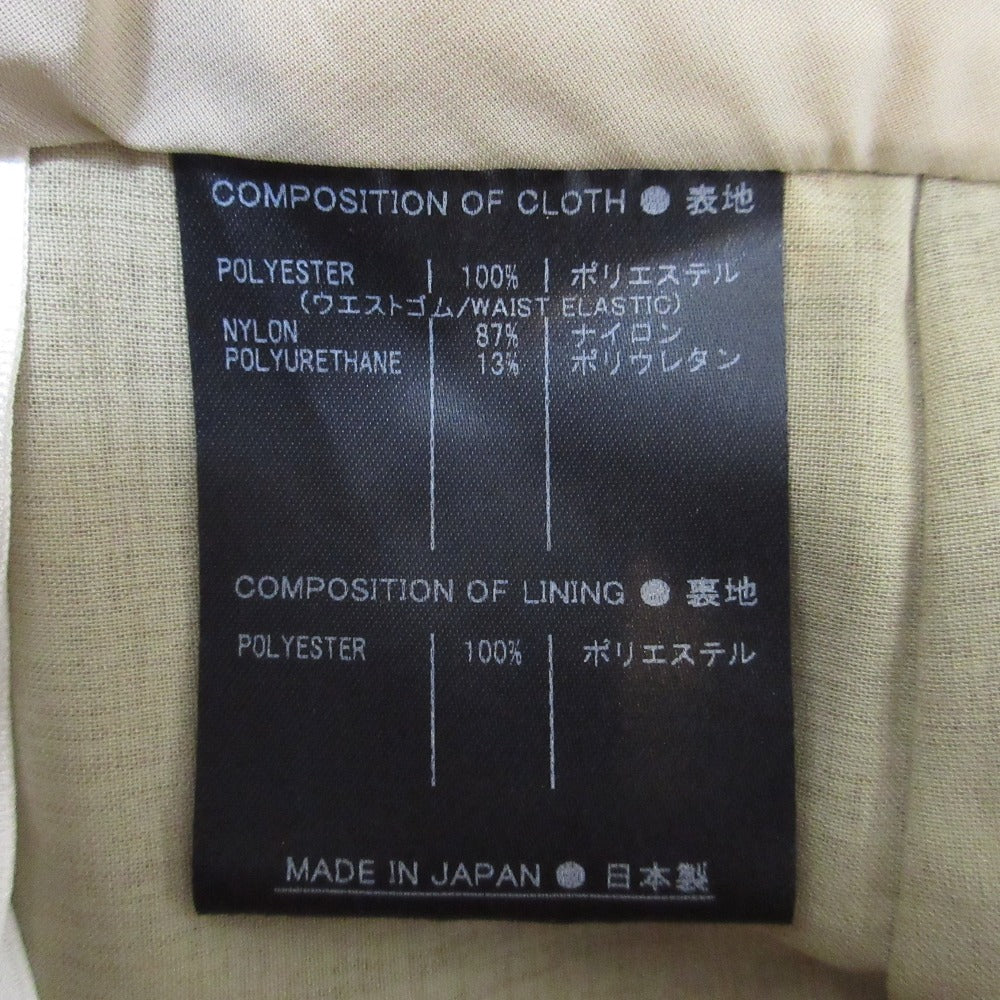 COMPOSITION OF CLOTH ● 表地
POLYESTER | 100% | ポリエステル
(ウエストゴム/WAIST ELASTIC)
NYLON 87% ナイロン
POLYURETHANE 13% ポリウレタン
COMPOSITION OF LINING ● 裏地
POLYESTER 100% ポリエステル
MADE IN JAPAN ● 日本製